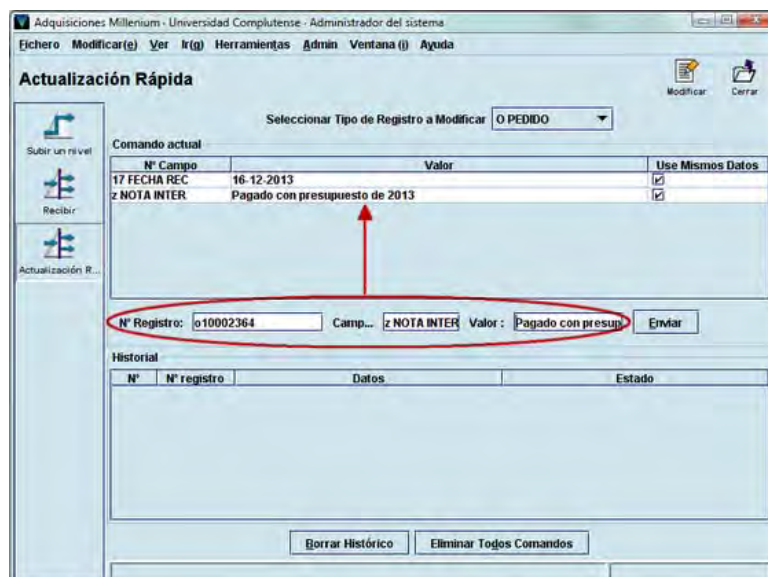 Adquisiciones Millenium - Universidad Complutense - Administrador del sistema
Fichero Modificar(e) Ver Ir(g) Herramientas Admin Ventana (i) Ayuda
Actualización Rápida
Modificar Cerrar
Seleccionar Tipo de Registro a Modificar O PEDIDO
Subir un nivel
Comando actual
Nº Campo Valor Use Mismos Datos
17 FECHA REC 16-12-2013
z NOTA INTER Pagado con presupuesto de 2013
Recibir
Actualización R...
Nº Registro: o10002364 Camp... z NOTA INTER Valor : Pagado con presup Enviar
Historial
Nº Nº registro Datos Estado
Borrar Histórico Eliminar Todos Comandos